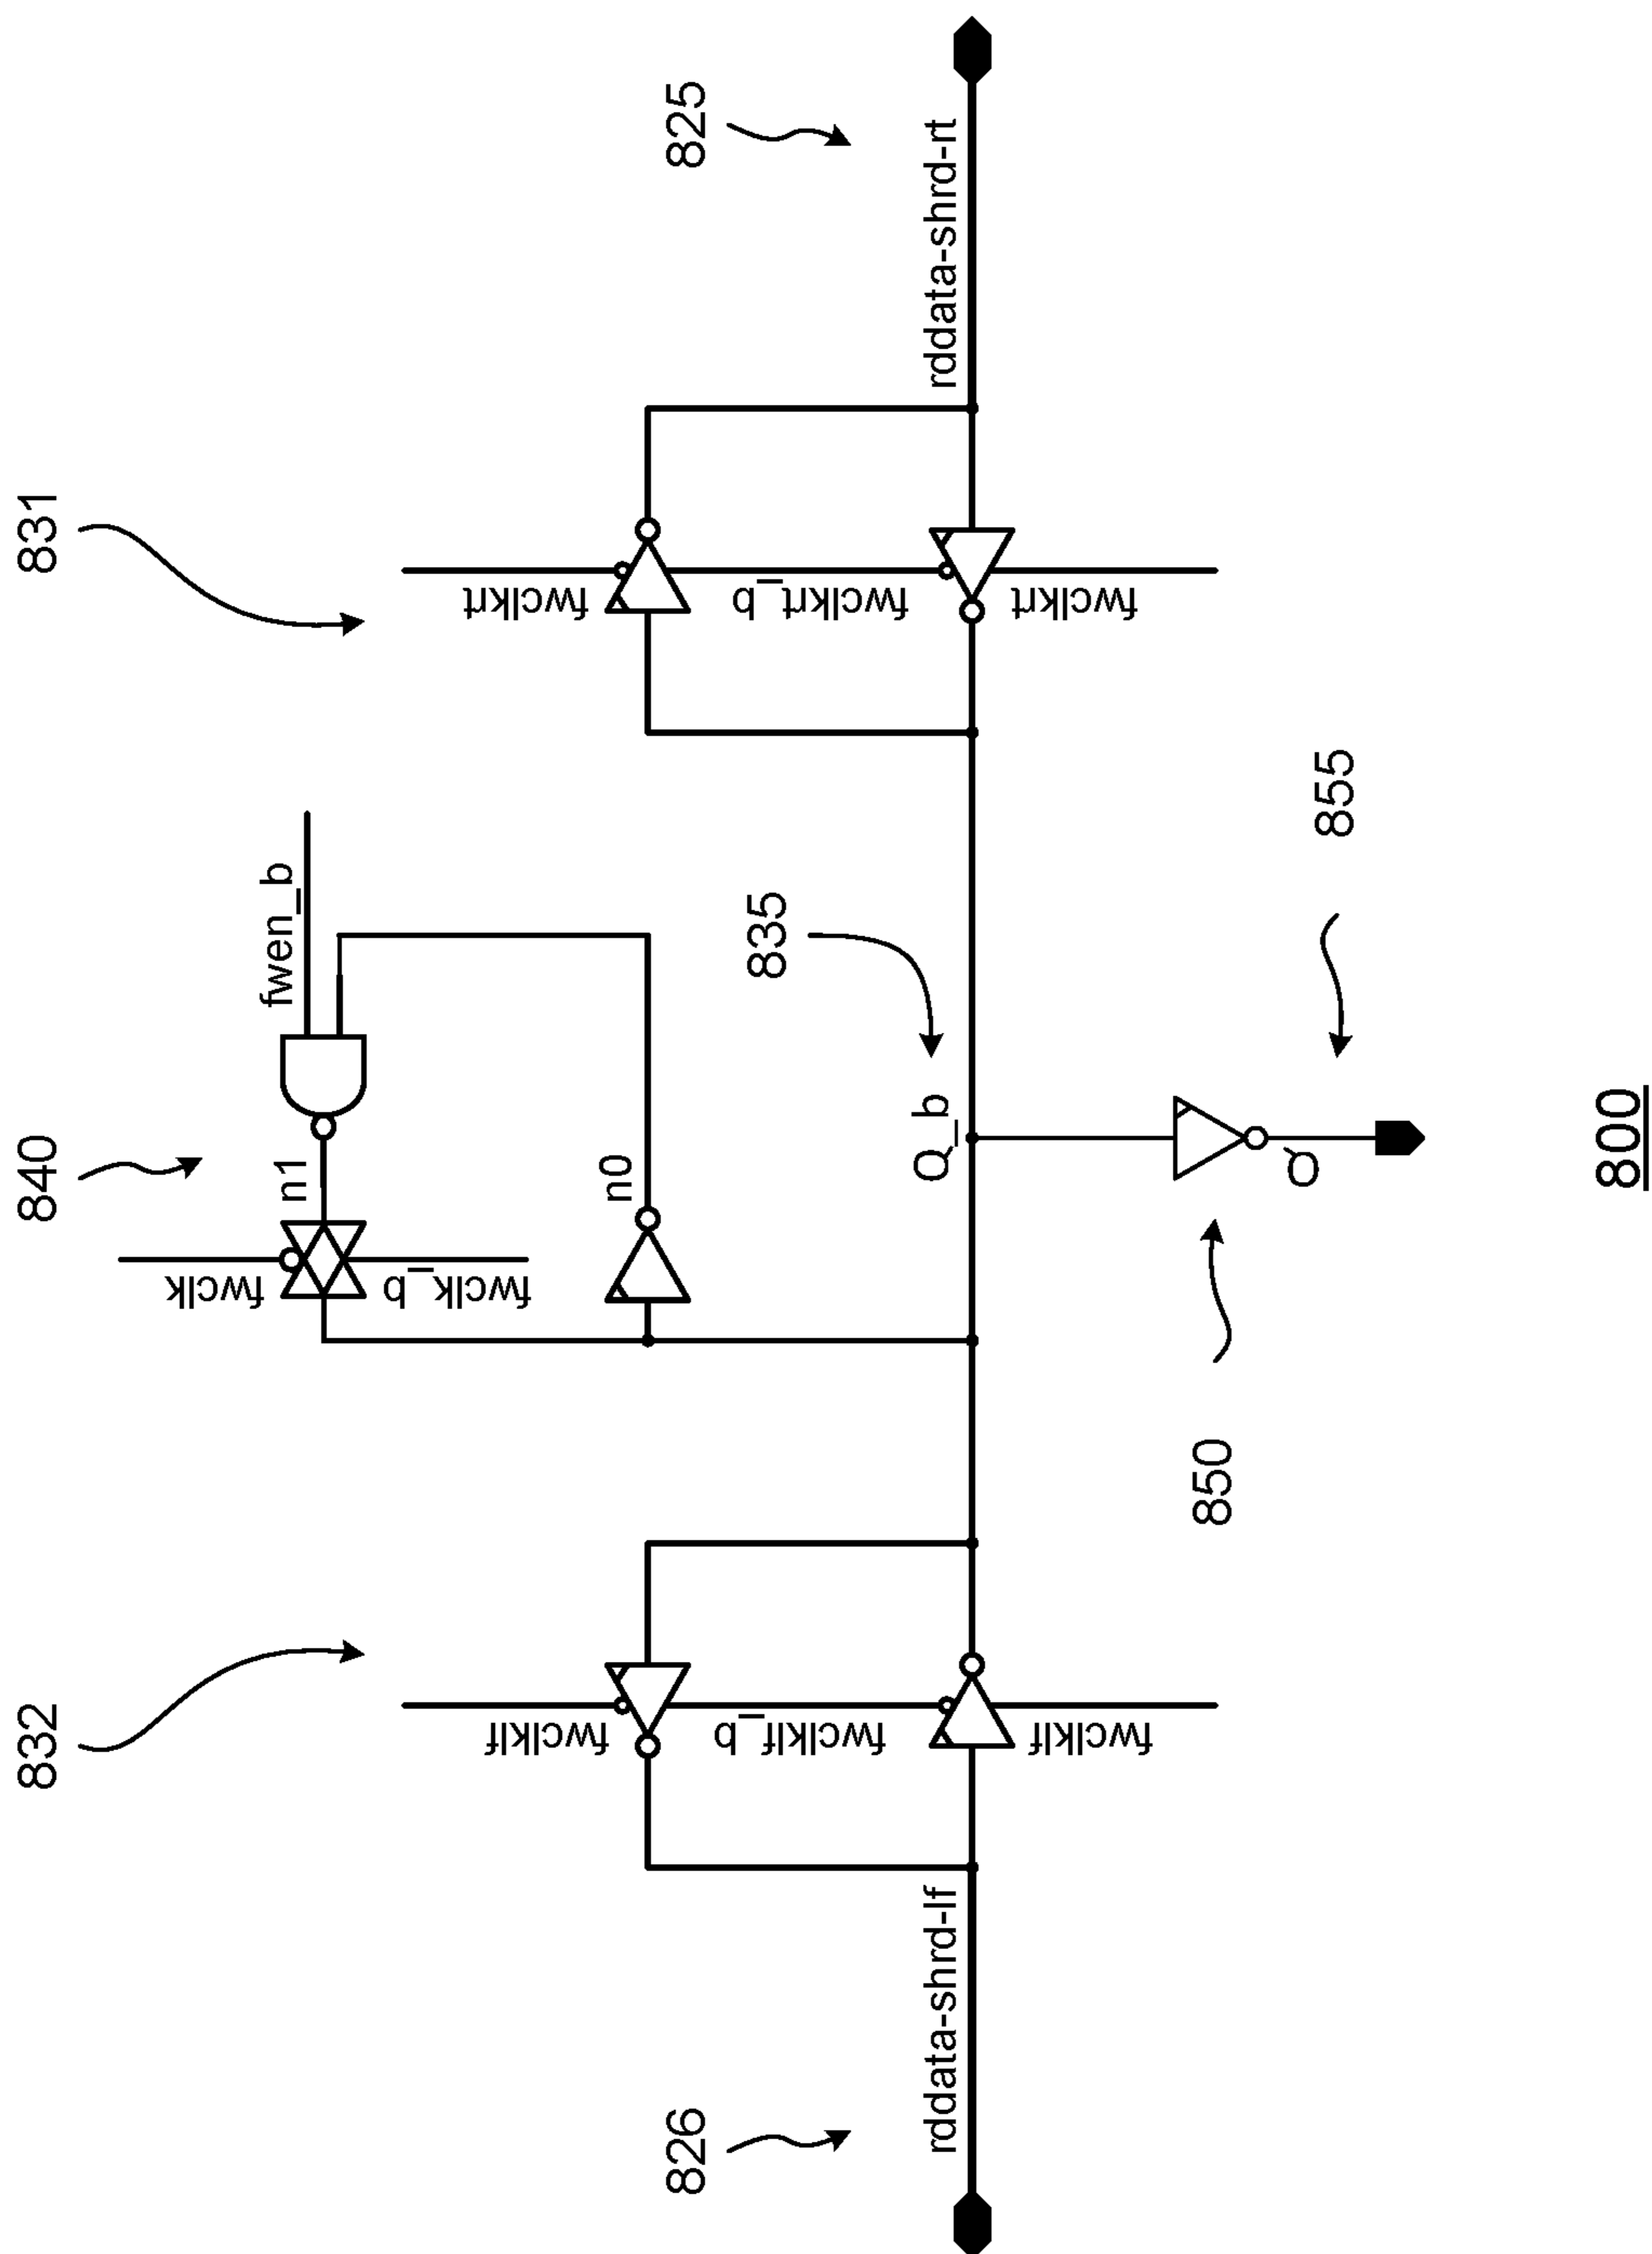 832
840
831
fwclk
n1
fwen_b
fwclk_b
fwclklf
fwclkrt
n0
826
825
835
fwclklf_b
fwclkrt_b
rddata-shrd-lf
Q_b
rddata-shrd-rt
fwclklf
fwclkrt
850
Q
855
800